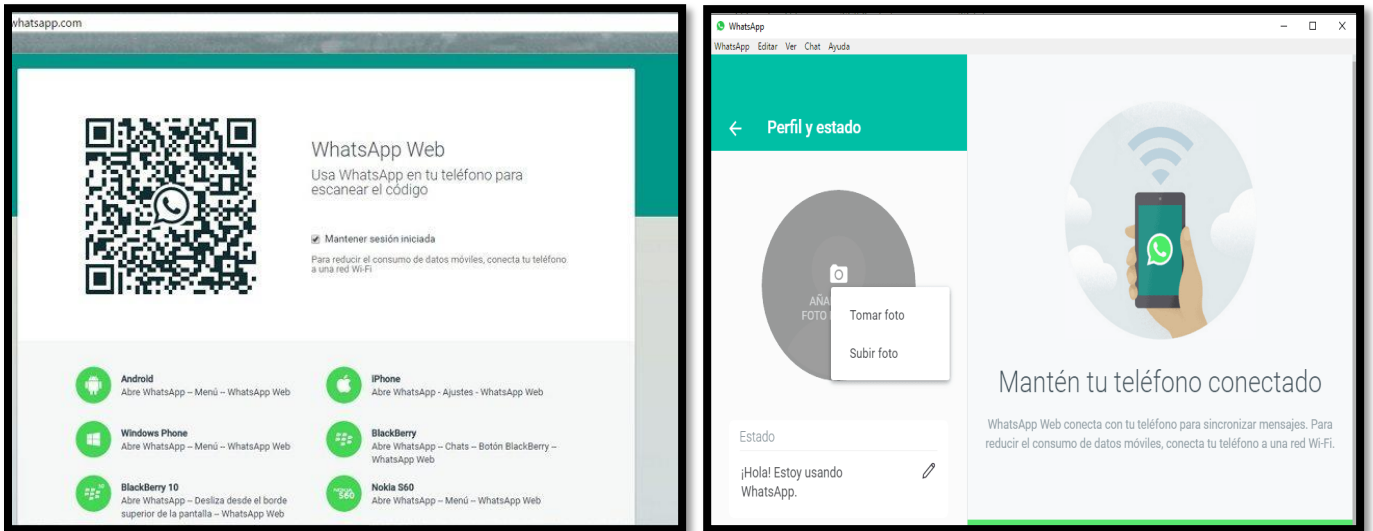 whatsapp.com
WhatsApp Web
Usa WhatsApp en tu teléfono para
escanear el código
Mantener sesión iniciada
Para reducir el consumo de datos móviles, conecta tu teléfono
a una red Wi-Fi
Android
Abre WhatsApp – Menú – WhatsApp Web
iPhone
Abre WhatsApp - Ajustes - WhatsApp Web
Windows Phone
Abre WhatsApp – Menú – WhatsApp Web
BlackBerry
Abre WhatsApp – Chats – Botón BlackBerry –
WhatsApp Web
BlackBerry 10
Abre WhatsApp – Desliza desde el borde
superior de la pantalla – WhatsApp Web
NOKIA
S60
Nokia S60
Abre WhatsApp – Menú – WhatsApp Web
WhatsApp
WhatsApp Editar Ver Chat Ayuda
Perfil y estado
FOTO
Tomar foto
Subir foto
Estado
¡Hola! Estoy usando
WhatsApp.
Mantén tu teléfono conectado
WhatsApp Web conecta con tu teléfono para sincronizar mensajes. Para
reducir el consumo de datos móviles, conecta tu teléfono a una red Wi-Fi.